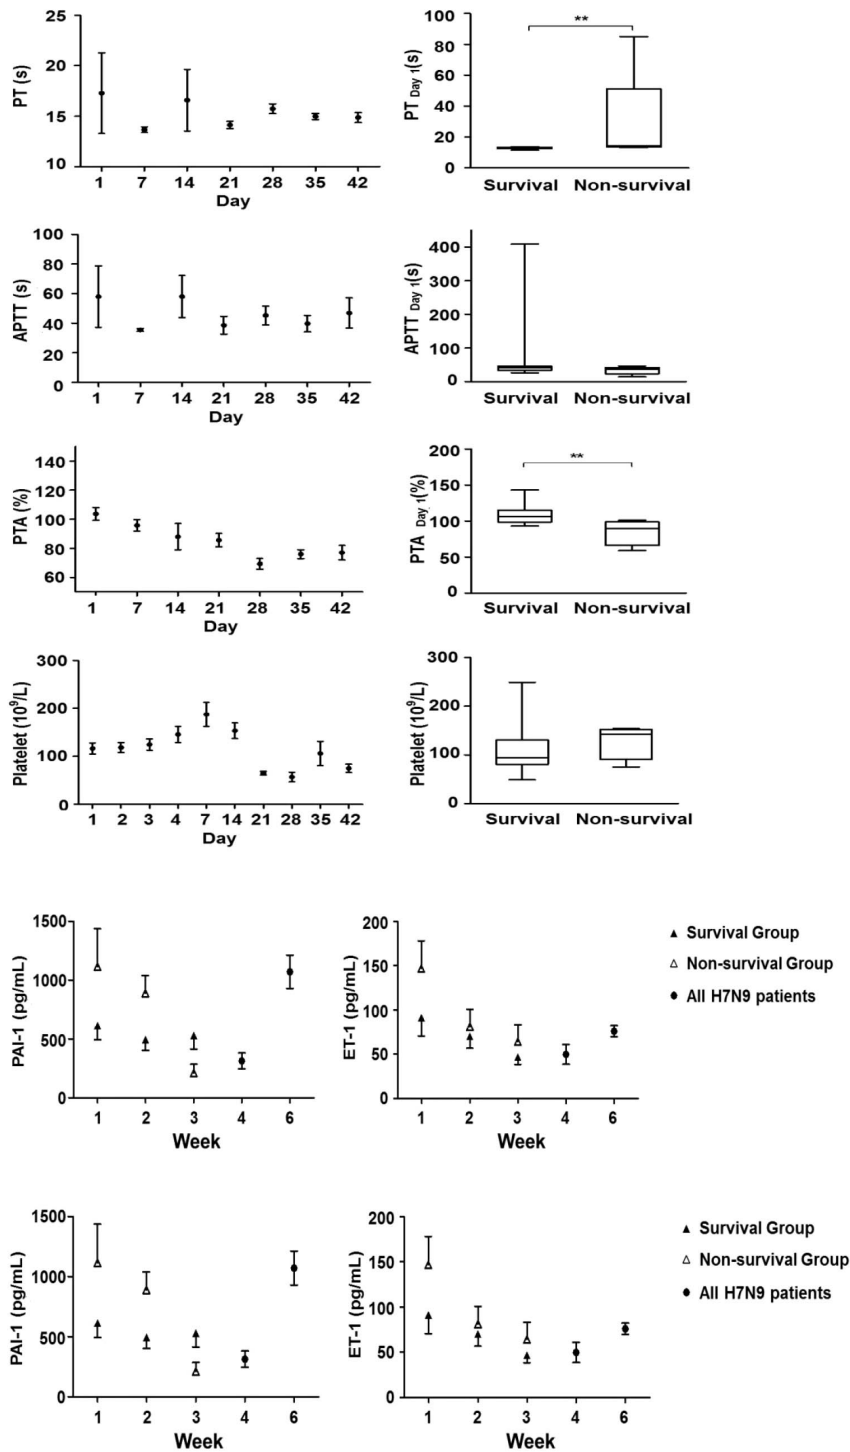 25
20
15
10
PT (s)
1 7 14 21 28 35 42
Day
100
80
60
40
20
0
PT Day 1(s)
**
Survival Non-survival
100
80
60
40
20
0
APTT (s)
1 7 14 21 28 35 42
Day
400
300
200
100
0
APTT Day 1(s)
Survival Non-survival
140
120
100
80
60
PTA (%)
1 7 14 21 28 35 42
Day
200
150
100
50
0
PTA Day 1(%)
**
Survival Non-survival
300
200
100
0
Platelet (10⁹/L)
1 2 3 4 7 14 21 28 35 42
Day
300
200
100
0
Platelet (10⁹/L)
Survival Non-survival
1500
1000
500
0
PAI-1 (pg/mL)
1 2 3 4 6
Week
200
150
100
50
0
ET-1 (pg/mL)
1 2 3 4 6
Week
Survival Group
Non-survival Group
All H7N9 patients
1500
1000
500
0
PAI-1 (pg/mL)
1 2 3 4 6
Week
200
150
100
50
0
ET-1 (pg/mL)
1 2 3 4 6
Week
Survival Group
Non-survival Group
All H7N9 patients